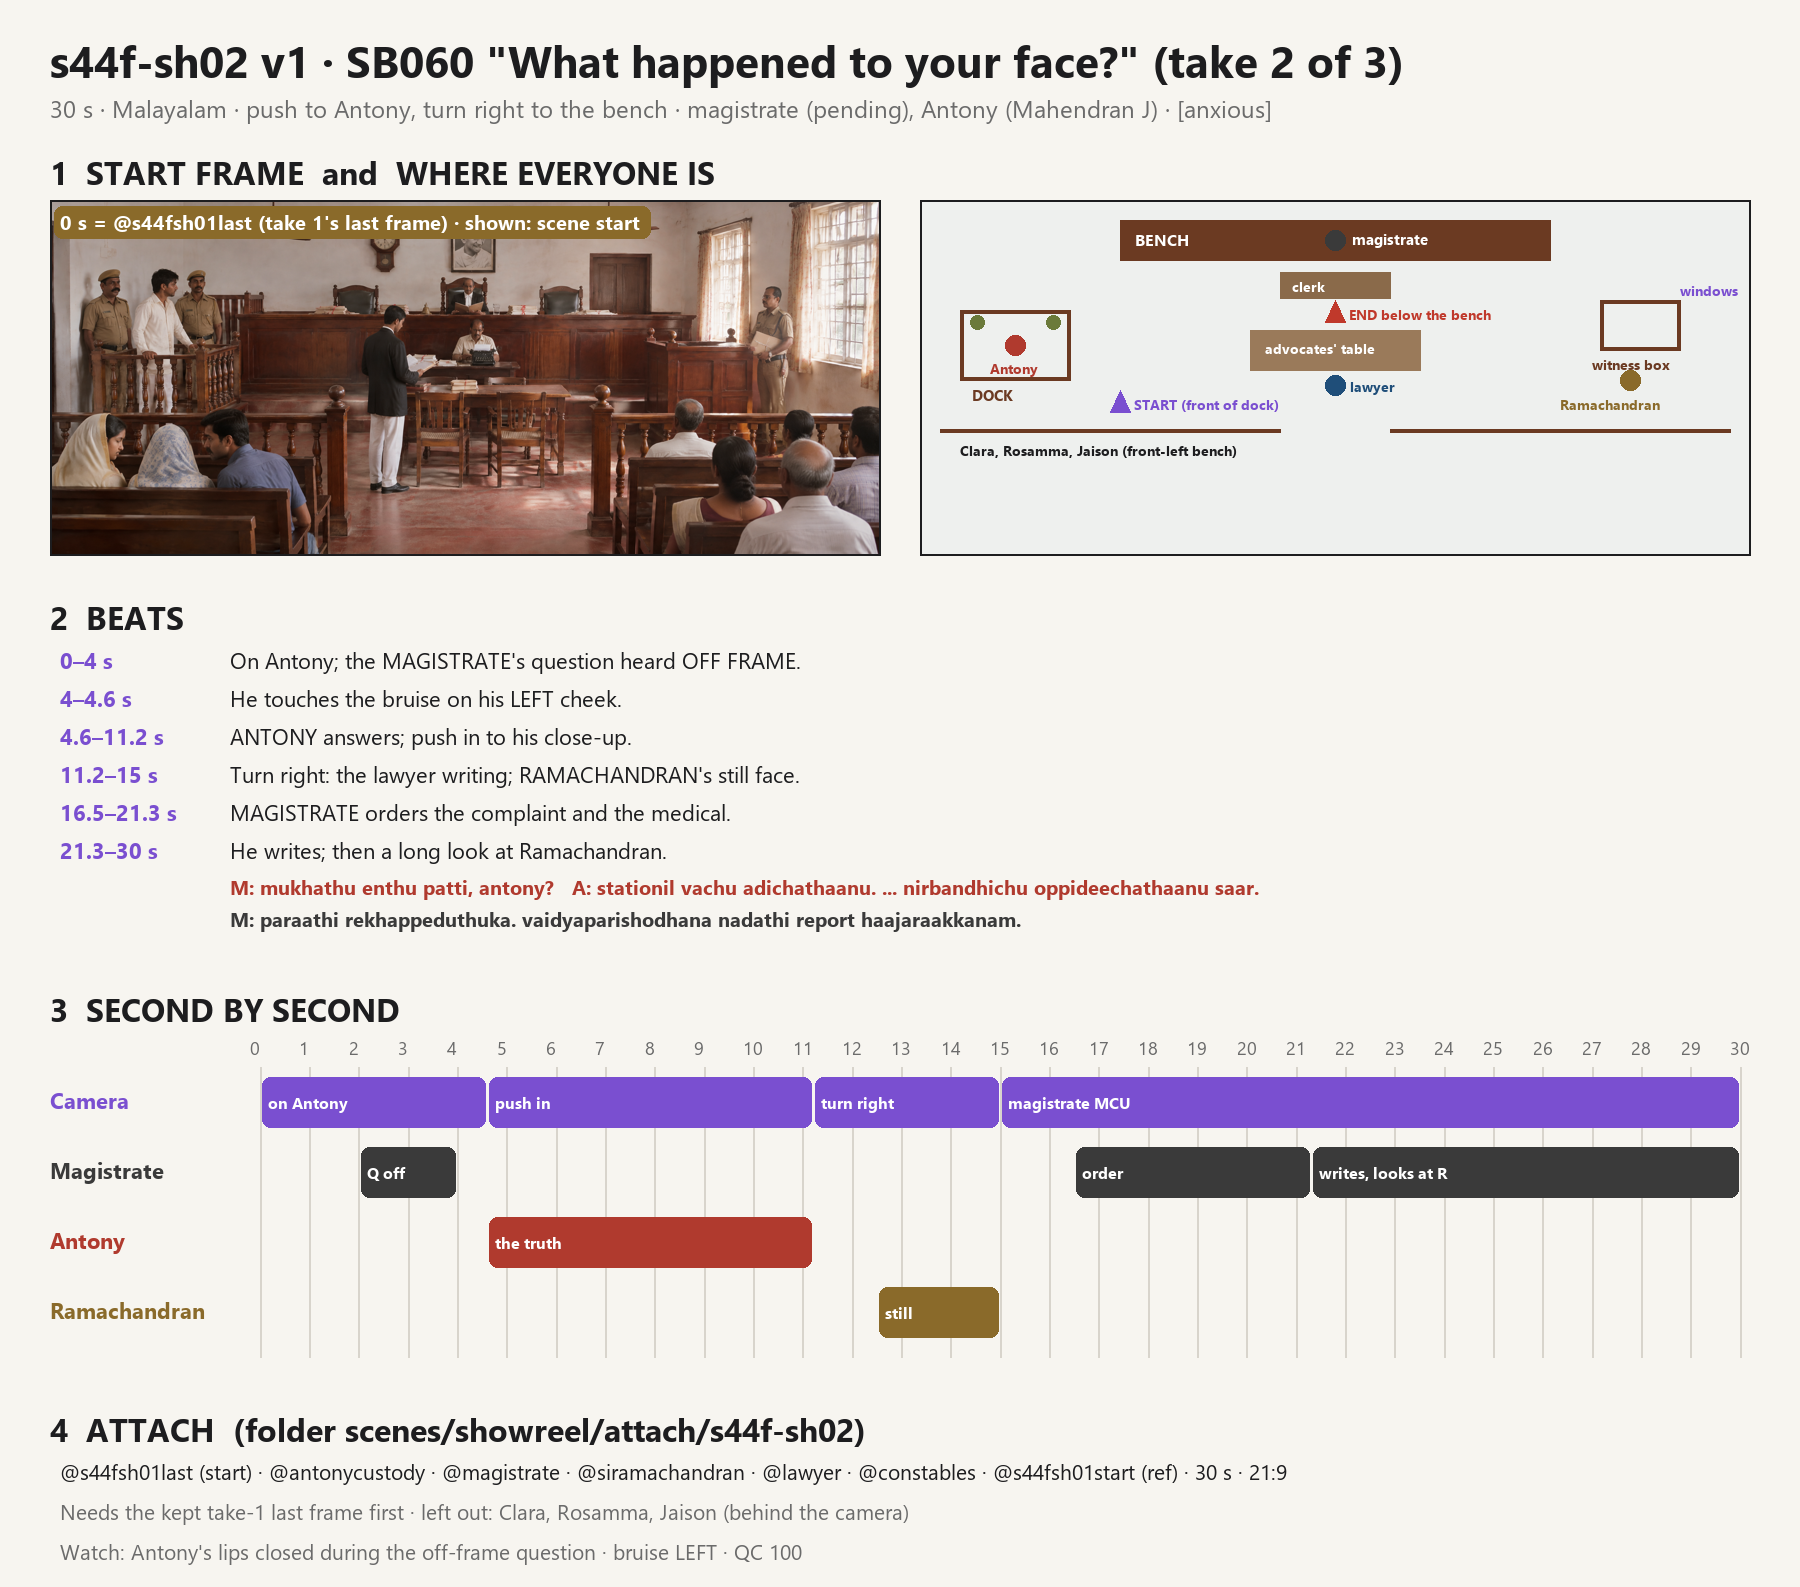 s44f-sh02 v1 · SB060 "What happened to your face?" (take 2 of 3)
30 s · Malayalam · push to Antony, turn right to the bench · magistrate (pending), Antony (Mahendran J) · [anxious]
1 START FRAME and WHERE EVERYONE IS
0 s = @s44fsh01last (take 1's last frame) · shown: scene start
BENCH
magistrate
clerk
windows
END below the bench
advocates' table
Antony
witness box
DOCK
lawyer
START (front of dock)
Ramachandran
Clara, Rosamma, Jaison (front-left bench)
2 BEATS
0–4 s On Antony; the MAGISTRATE's question heard OFF FRAME.
4–4.6 s He touches the bruise on his LEFT cheek.
4.6–11.2 s ANTONY answers; push in to his close-up.
11.2–15 s Turn right: the lawyer writing; RAMACHANDRAN's still face.
16.5–21.3 s MAGISTRATE orders the complaint and the medical.
21.3–30 s He writes; then a long look at Ramachandran.
M: mukhathu enthu patti, antony? A: stationil vachu adichathaanu. ... nirbandhichu oppideechathaanu saar.
M: paraathi rekhappeduthuka. vaidyaparishodhana nadathi report haajaraakkanam.
3 SECOND BY SECOND
0 1 2 3 4 5 6 7 8 9 10 11 12 13 14 15 16 17 18 19 20 21 22 23 24 25 26 27 28 29 30
Camera on Antony push in turn right magistrate MCU
Magistrate Q off order writes, looks at R
Antony the truth
Ramachandran still
4 ATTACH (folder scenes/showreel/attach/s44f-sh02)
@s44fsh01last (start) · @antonycustody · @magistrate · @siramachandran · @lawyer · @constables · @s44fsh01start (ref) · 30 s · 21:9
Needs the kept take-1 last frame first · left out: Clara, Rosamma, Jaison (behind the camera)
Watch: Antony's lips closed during the off-frame question · bruise LEFT · QC 100